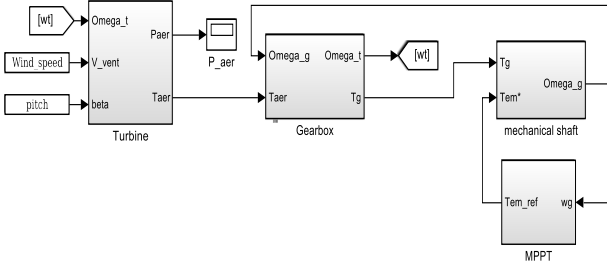 [wt]
Omega_t
Paer
Wind_speed
V_vent
P_aer
pitch
beta
Taer
Turbine
Omega_g
Omega_t
[wt]
Taer
Tg
Gearbox
Tg
Omega_g
Tem*
mechanical shaft
Tem_ref
wg
MPPT